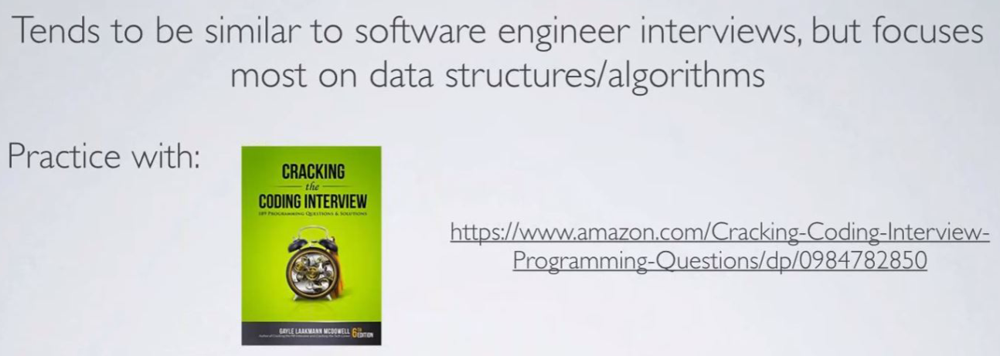 Tends to be similar to software engineer interviews, but focuses
most on data structures/algorithms
Practice with:
CRACKING
the
CODING INTERVIEW
189 PROGRAMMING QUESTIONS & SOLUTIONS
GAYLE LAAKMANN MCDOWELL
6TH
EDITION
https://www.amazon.com/Cracking-Coding-Interview-
Programming-Questions/dp/0984782850